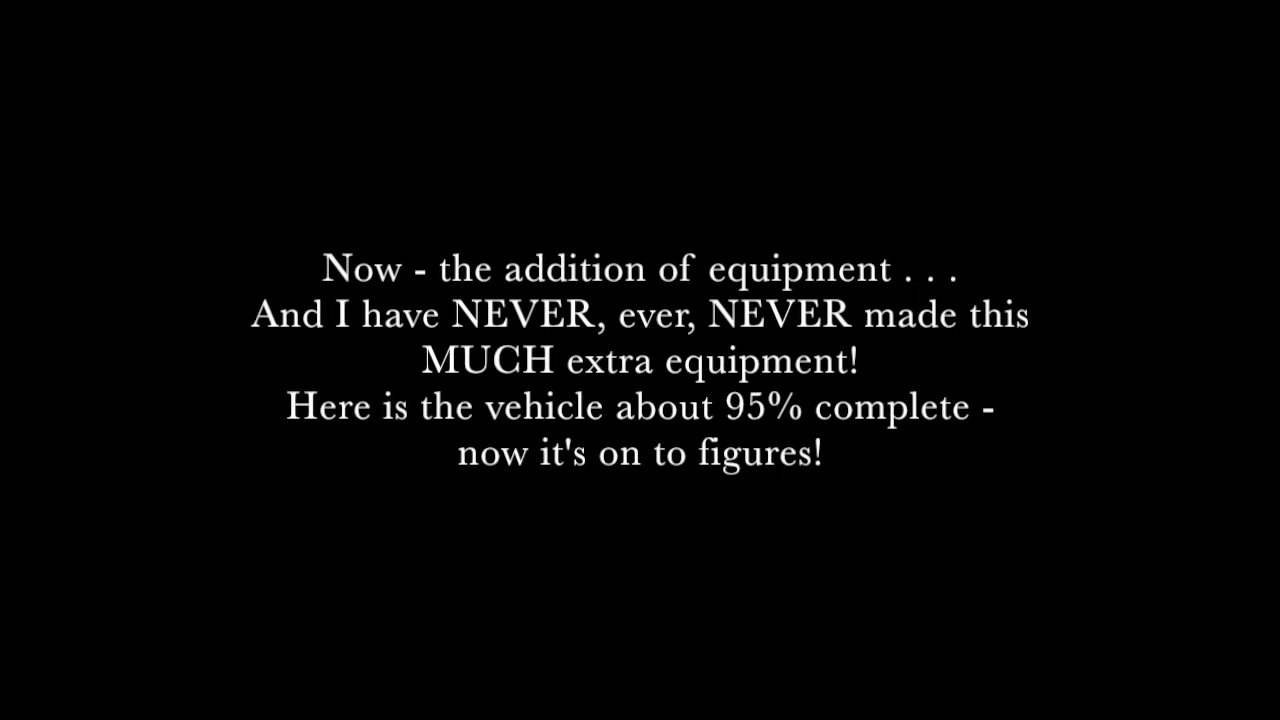 Now - the addition of equipment . . .
And I have NEVER, ever, NEVER made this
MUCH extra equipment!
Here is the vehicle about 95% complete -
now it's on to figures!